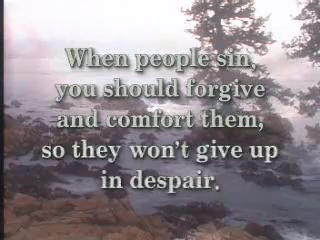 When people sin,
you should forgive
and comfort them,
so they won't give up
in despair.